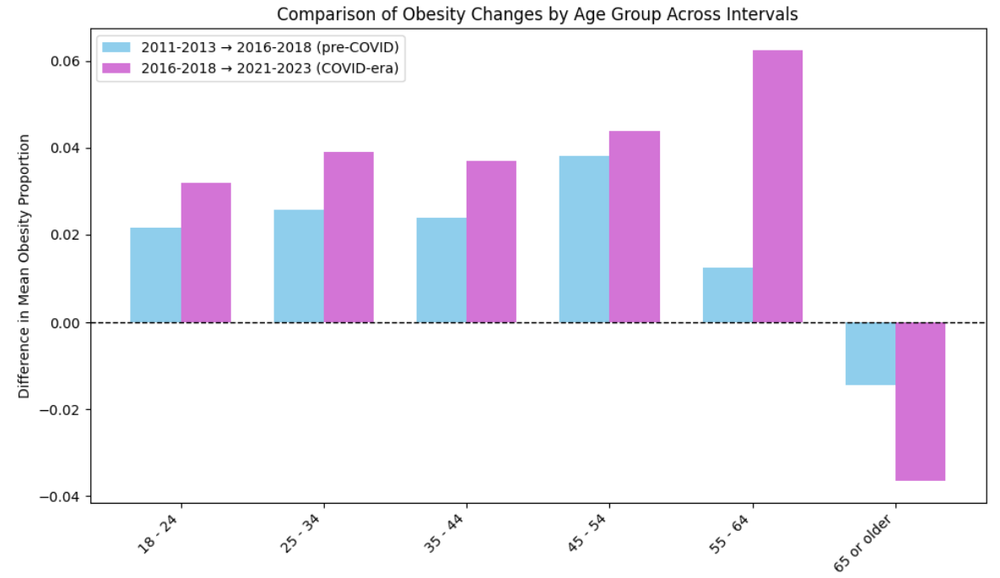 Comparison of Obesity Changes by Age Group Across Intervals
2011-2013 → 2016-2018 (pre-COVID)
2016-2018 → 2021-2023 (COVID-era)
Difference in Mean Obesity Proportion
0.06
0.04
0.02
0.00
−0.02
−0.04
18 - 24
25 - 34
35 - 44
45 - 54
55 - 64
65 or older